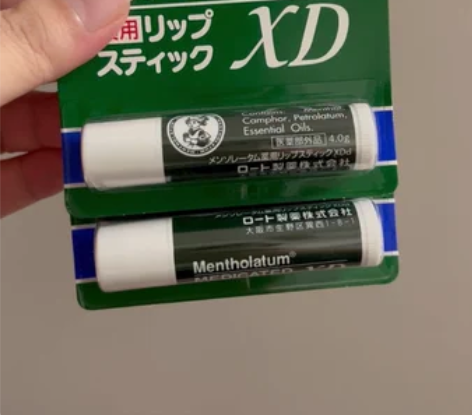 用リップ
スティック XD
Camphor, Petrolatum,
Essential Oils.
医薬部外品 4.0g
メンソレータム薬用リップスティックXDd
ロート製薬株式会社
ロート製薬株式会社
大阪市生野区巽西1-8-1
Mentholatum®
MEDICATED